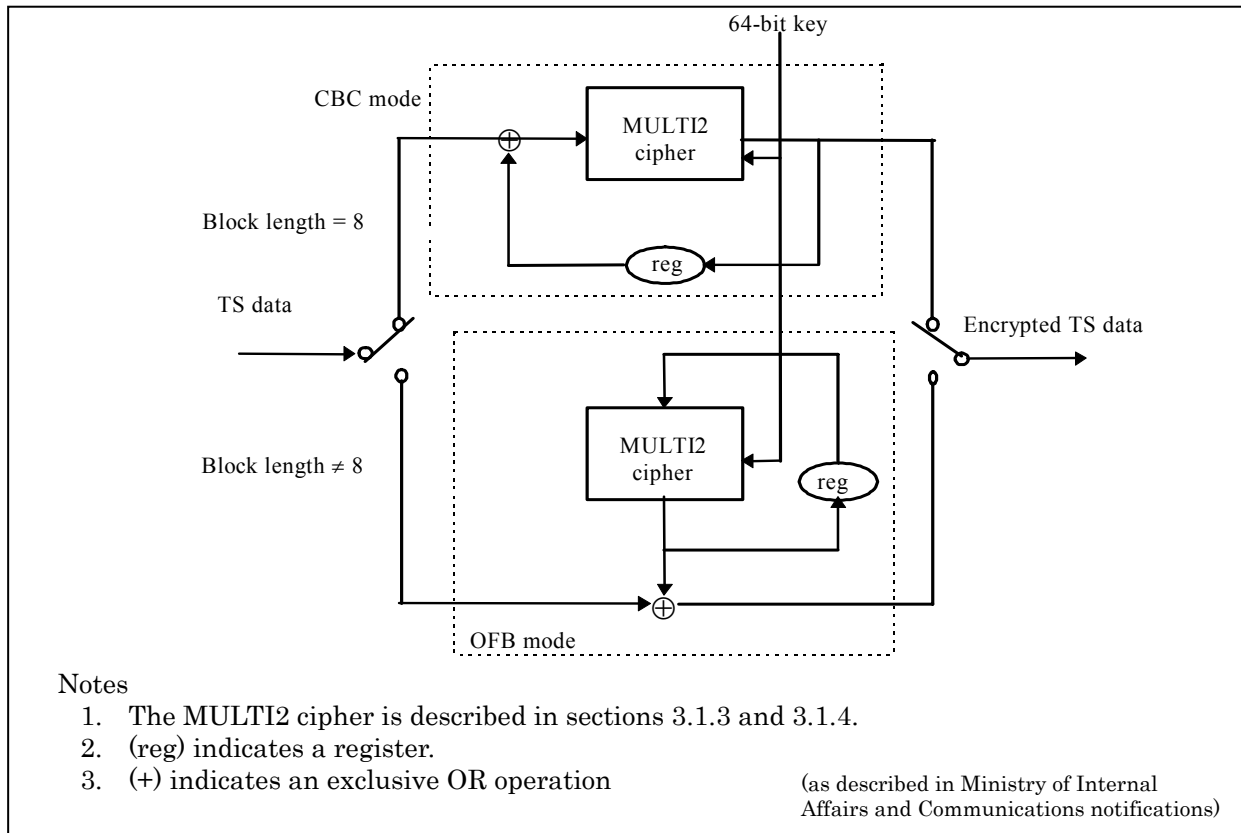 64-bit key
CBC mode
MULTI2
cipher
Block length = 8
reg
TS data
Encrypted TS data
MULTI2
cipher
Block length ≠ 8
reg
OFB mode
Notes
1. The MULTI2 cipher is described in sections 3.1.3 and 3.1.4.
2. (reg) indicates a register.
3. (+) indicates an exclusive OR operation
(as described in Ministry of Internal
Affairs and Communications notifications)